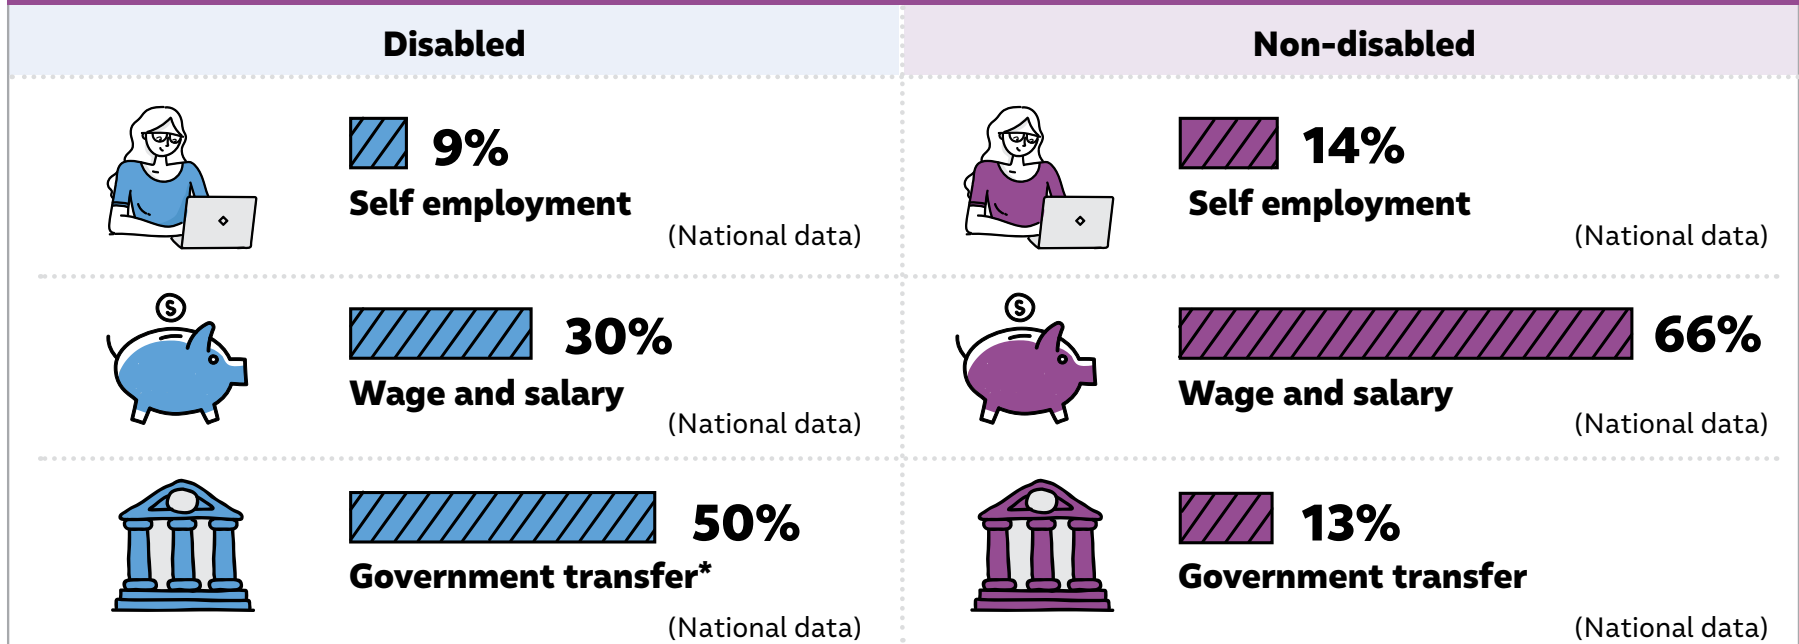 Disabled
Non-disabled
9%
Self employment
(National data)
14%
Self employment
(National data)
$
30%
Wage and salary
(National data)
$
66%
Wage and salary
(National data)
50%
Government transfer*
(National data)
13%
Government transfer
(National data)